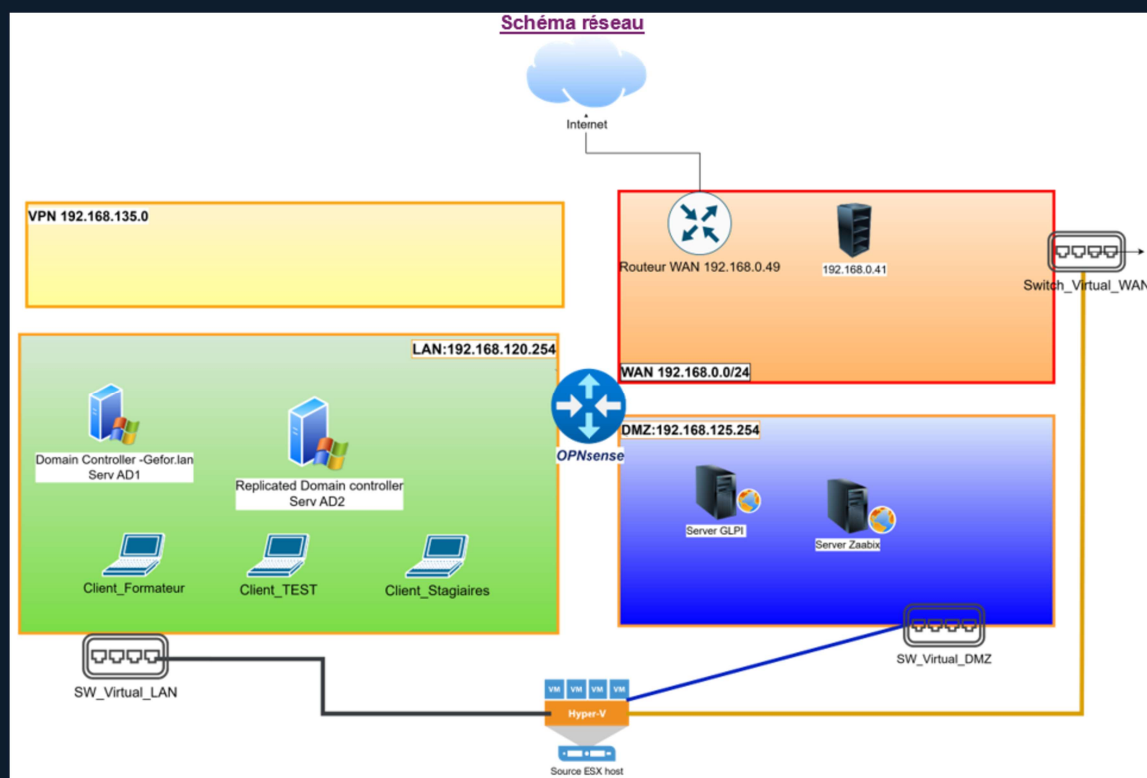 Schéma réseau
Internet
VPN 192.168.135.0
Routeur WAN 192.168.0.49
192.168.0.41
Switch_Virtual_WAN
LAN:192.168.120.254
WAN 192.168.0.0/24
DMZ:192.168.125.254
OPNsense
Domain Controller -Gefor.lan
Serv AD1
Replicated Domain controller
Serv AD2
Server GLPI
Server Zaabix
Client_Formateur
Client_TEST
Client_Stagiaires
SW_Virtual_LAN
SW_Virtual_DMZ
VM VM VM VM
Hyper-V
Source ESX host